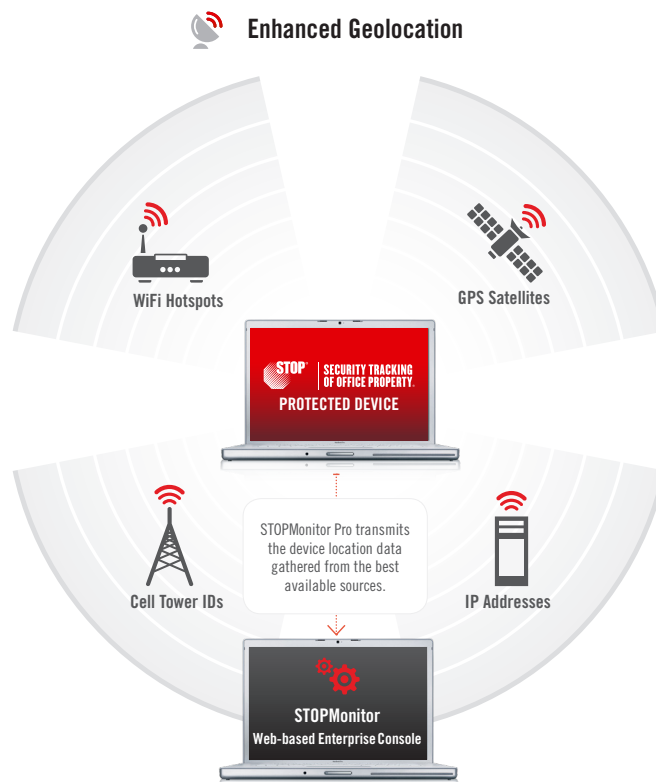 Enhanced Geolocation
WiFi Hotspots
GPS Satellites
STOP®
SECURITY TRACKING
OF OFFICE PROPERTY®
PROTECTED DEVICE
STOPMonitor Pro transmits
the device location data
gathered from the best
available sources.
Cell Tower IDs
IP Addresses
STOPMonitor
Web-based Enterprise Console